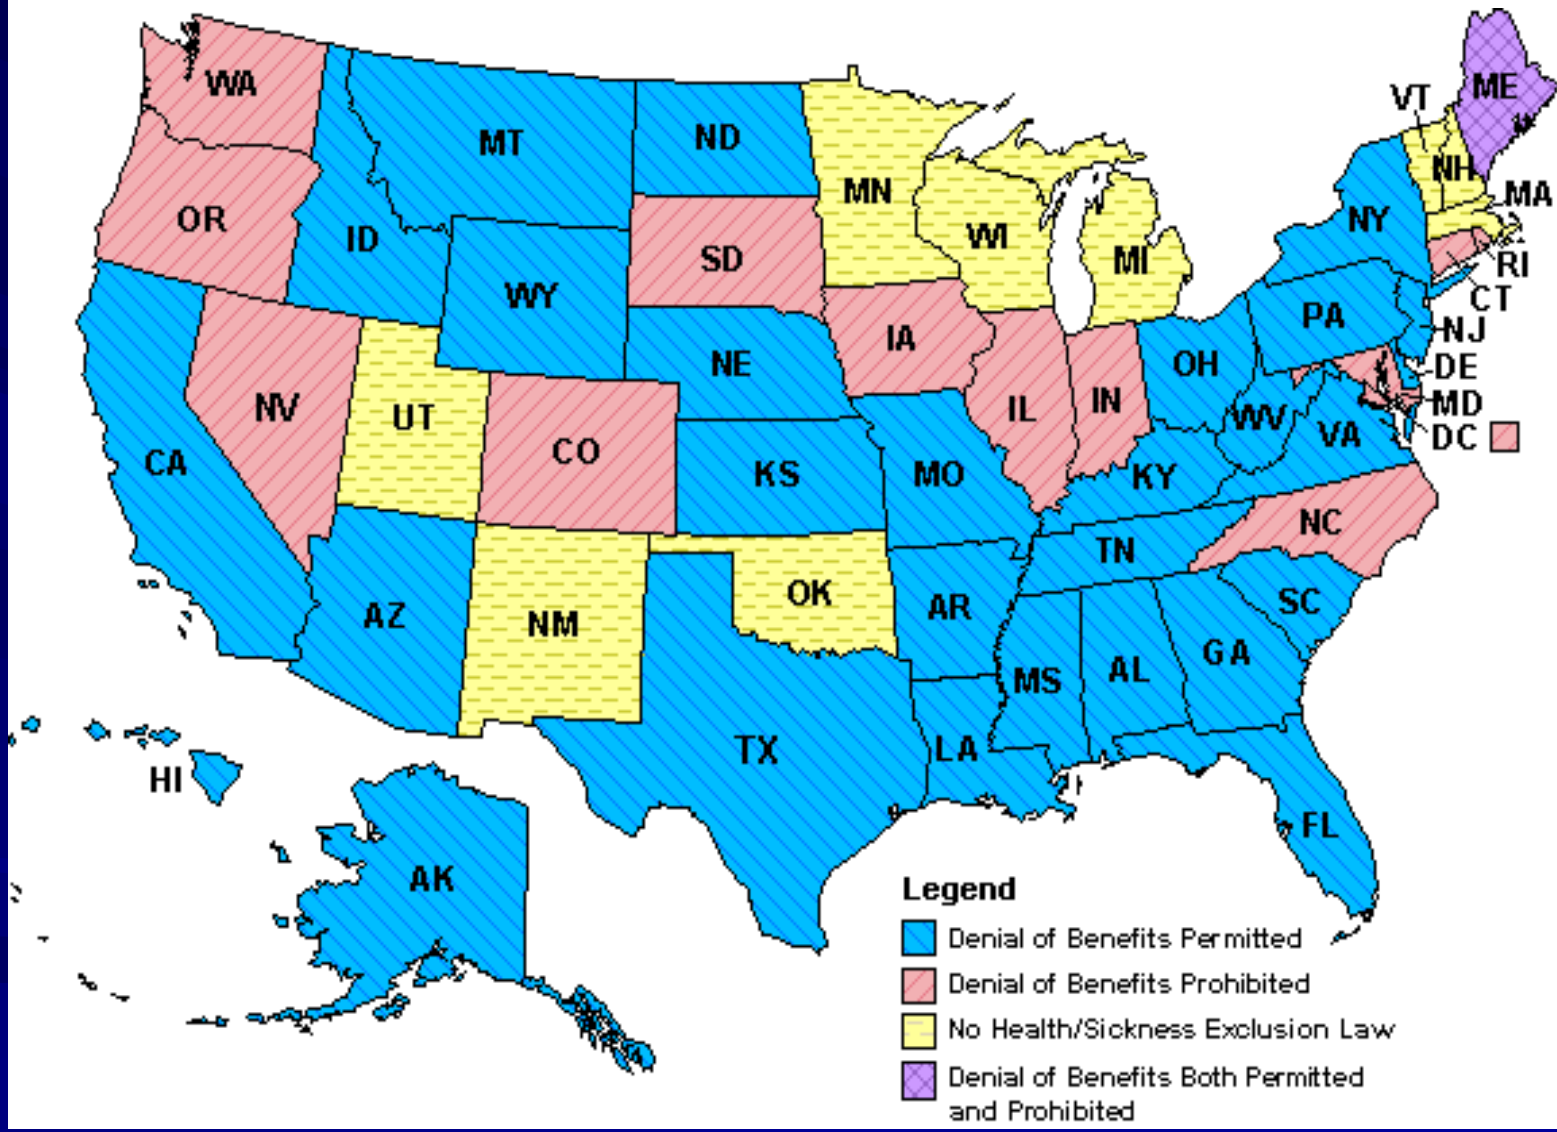 WA
MT
ND
MN
VT
ME
NH
MA
OR
ID
SD
WI
MI
NY
RI
WY
CT
IA
PA
NJ
NE
OH
DE
NV
UT
IL
IN
MD
WV
VA
DC
CA
CO
KS
MO
KY
NC
TN
AZ
NM
OK
AR
SC
MS
AL
GA
TX
LA
HI
FL
AK
Legend
Denial of Benefits Permitted
Denial of Benefits Prohibited
No Health/Sickness Exclusion Law
Denial of Benefits Both Permitted
and Prohibited